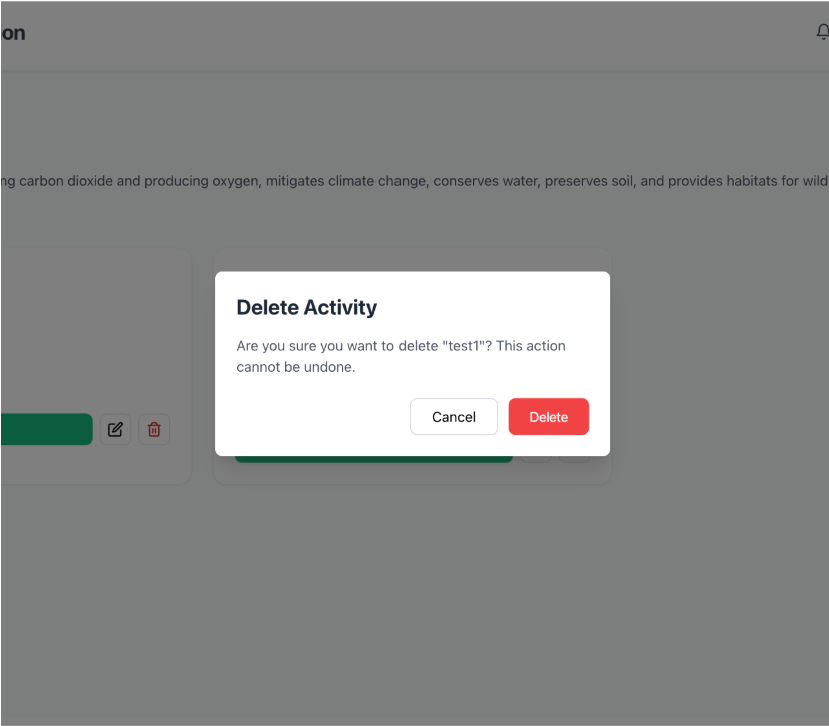 on
ng carbon dioxide and producing oxygen, mitigates climate change, conserves water, preserves soil, and provides habitats for wild
Delete Activity
Are you sure you want to delete "test1"? This action
cannot be undone.
Cancel Delete